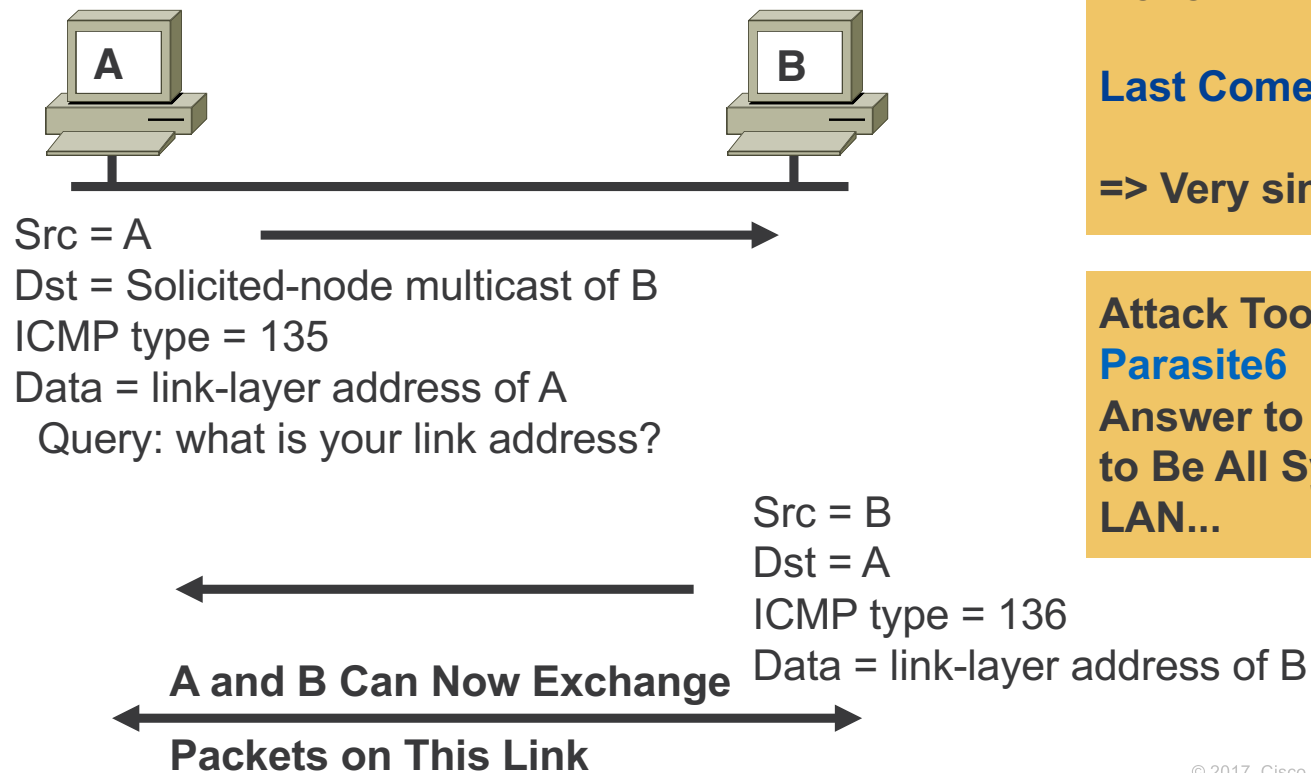 A
B
Last Come
=> Very
Src = A
Dst = Solicited-node multicast of B
ICMP type = 135
Data = link-layer address of A
Query: what is your link address?
Attack
Parasite6
Answer to
to Be All
LAN...
Src = B
Dst = A
ICMP type = 136
Data = link-layer address of B
A and B Can Now Exchange
Packets on This Link
© 2017 Cisco